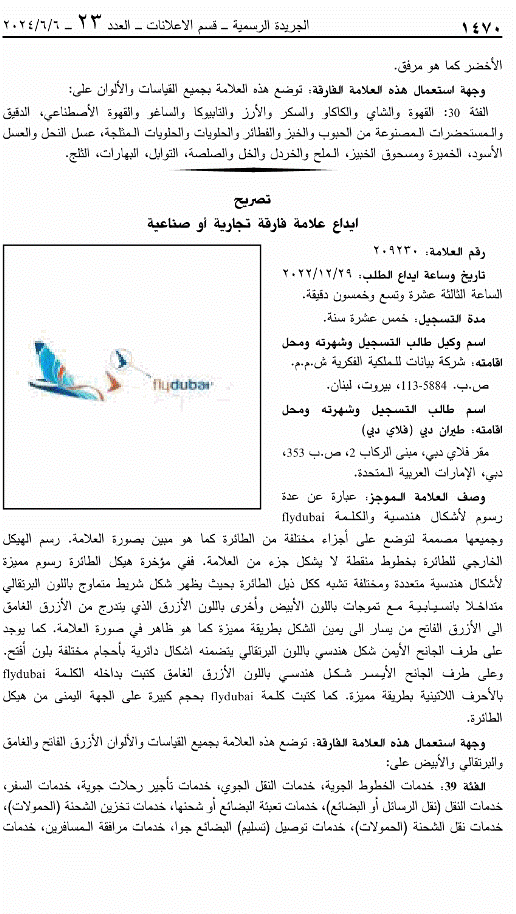 ١٤٧٠ الجريدة الرسمية ــ قسم الاعلانات ــ العدد ٢٣ ــ ٢٠٢٤/٦/٦
الأخضر كما هو مرفق.
وجهة استعمال هذه العلامة الفارقة: توضع هذه العلامة بجميع القياسات والألوان على:
الفئة 30: القهوة والشاي والكاكاو والسكر والأرز والتابيوكا والساغو والقهوة الأصطناعي، الدقيق
والمستحضرات المصنوعة من الحبوب والخبز والفطائر والحلويات والحلويات المثلجة، عسل النحل والعسل
الأسود، الخميرة ومسحوق الخبيز، الملح والخردل والخل والصلصة، التوابل، البهارات، الثلج.
تصريح
ايداع علامة فارقة تجارية أو صناعية
رقم العلامة: ٢٠٩٢٣٠
تاريخ وساعة ايداع الطلب: ٢٠٢٢/١٢/٢٩
الساعة الثالثة عشرة وتسع وخمسون دقيقة.
مدة التسجيل: خمس عشرة سنة.
اسم وكيل طالب التسجيل وشهرته ومحل
اقامته: شركة بيانات للملكية الفكرية ش.م.م.
ص.ب. 5884-113، بيروت، لبنان.
اسم طالب التسجيل وشهرته ومحل
اقامته: طيران دبي (فلاي دبي)
مقر فلاي دبي، مبنى الركاب 2، ص.ب 353،
دبي، الإمارات العربية المتحدة.
flydubai
وصف العلامة الموجز: عبارة عن عدة
رسوم لأشكال هندسية والكلمة flydubai
وجميعها مصممة لتوضع على أجزاء مختلفة من الطائرة كما هو مبين بصورة العلامة. رسم الهيكل
الخارجي للطائرة بخطوط منقطة لا يشكل جزء من العلامة. ففي مؤخرة هيكل الطائرة رسوم مميزة
لأشكال هندسية متعددة ومختلفة تشبه ككل ذيل الطائرة بحيث يظهر شكل شريط متماوج باللون البرتقالي
متداخلا بانسيابية مع تموجات باللون الأبيض وأخرى باللون الأزرق الذي يتدرج من الأزرق الغامق
الى الأزرق الفاتح من يسار الى يمين الشكل بطريقة مميزة كما هو ظاهر في صورة العلامة. كما يوجد
على طرف الجانح الأيمن شكل هندسي باللون البرتقالي يتضمنه اشكال دائرية بأحجام مختلفة بلون أفتح.
وعلى طرف الجانح الأيسر شكل هندسي باللون الأزرق الغامق كتبت بداخله الكلمة flydubai
بالأحرف اللاتينية بطريقة مميزة. كما كتبت كلمة flydubai بحجم كبيرة على الجهة اليمنى من هيكل
الطائرة.
وجهة استعمال هذه العلامة الفارقة: توضع هذه العلامة بجميع القياسات والألوان الأزرق الفاتح والغامق
والبرتقالي والأبيض على:
الفئة 39: خدمات الخطوط الجوية، خدمات النقل الجوي، خدمات تأجير رحلات جوية، خدمات السفر،
خدمات النقل (نقل الرسائل أو البضائع)، خدمات تعبئة البضائع أو شحنها، خدمات تخزين الشحنة (الحمولات)،
خدمات نقل الشحنة (الحمولات)، خدمات توصيل (تسليم) البضائع جوا، خدمات مرافقة المسافرين، خدمات